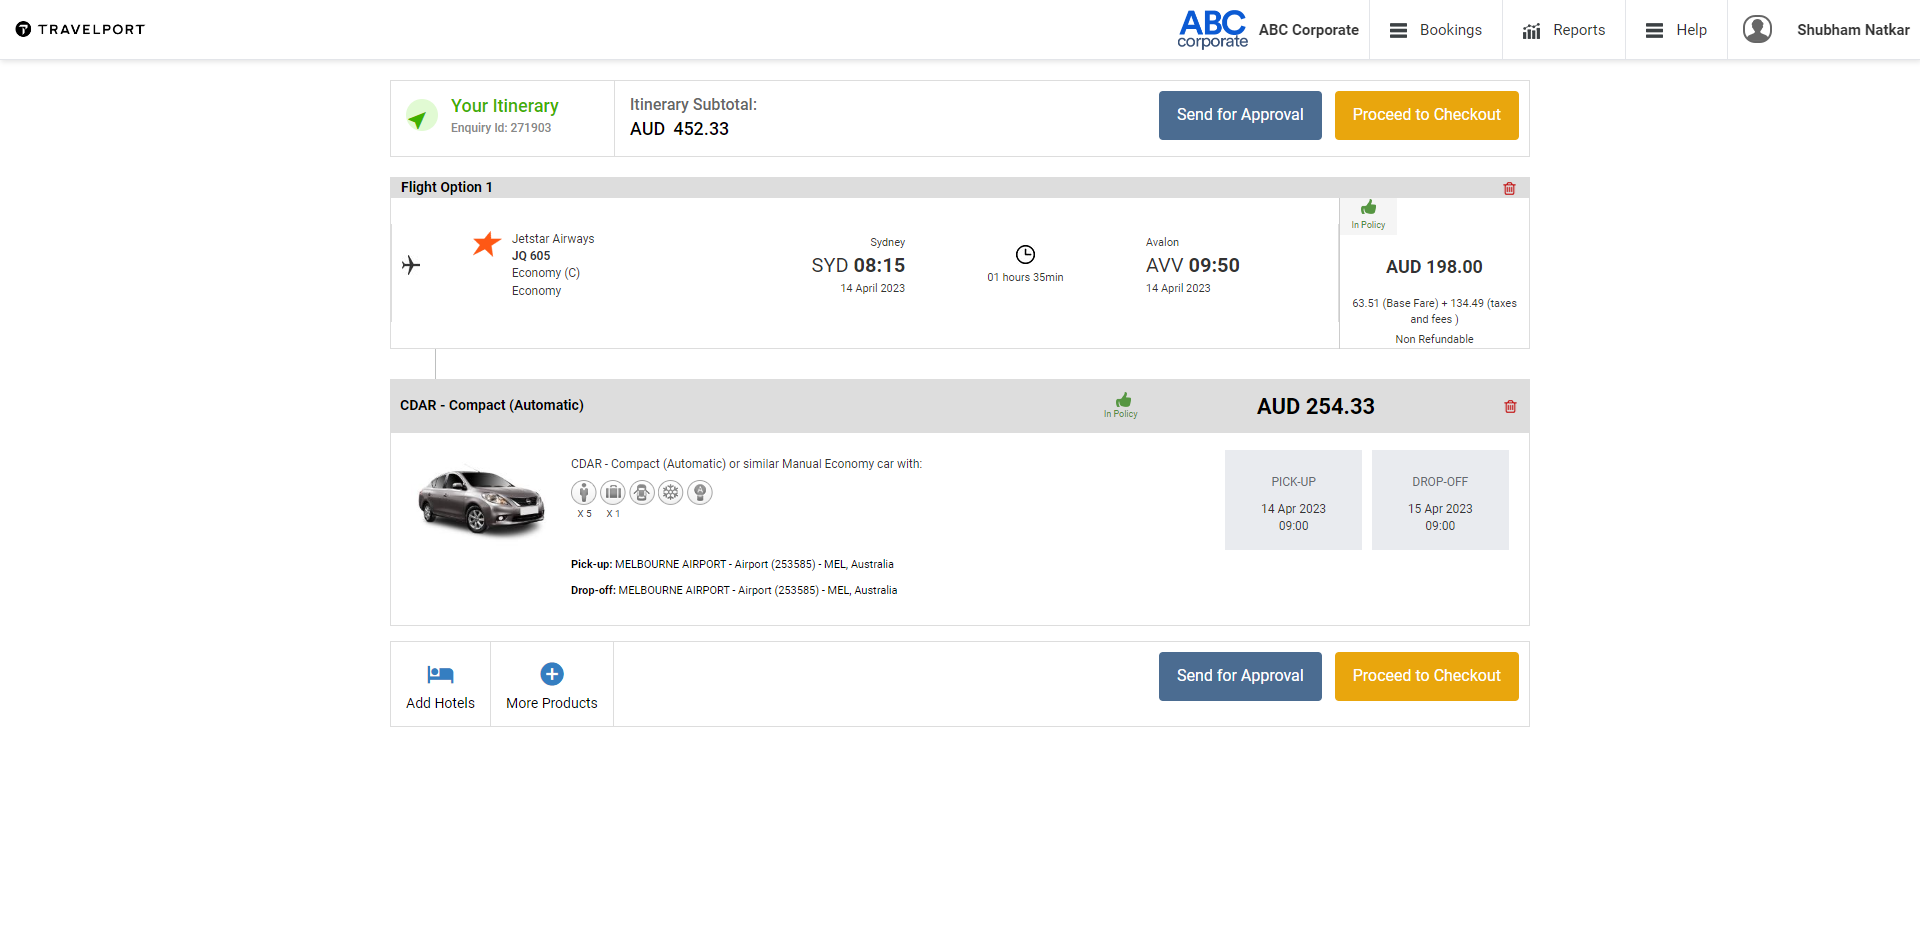 TRAVELPORT
ABC
corporate
ABC Corporate
Bookings
Reports
Help
Shubham Natkar
Your Itinerary
Enquiry Id: 271903
Itinerary Subtotal:
AUD 452.33
Send for Approval
Proceed to Checkout
Flight Option 1
Jetstar Airways
JQ 605
Economy (C)
Economy
Sydney
SYD 08:15
14 April 2023
01 hours 35min
Avalon
AVV 09:50
14 April 2023
In Policy
AUD 198.00
63.51 (Base Fare) + 134.49 (taxes
and fees )
Non Refundable
CDAR - Compact (Automatic)
In Policy
AUD 254.33
CDAR - Compact (Automatic) or similar Manual Economy car with:
X 5
X 1
Pick-up: MELBOURNE AIRPORT - Airport (253585) - MEL, Australia
Drop-off: MELBOURNE AIRPORT - Airport (253585) - MEL, Australia
PICK-UP
14 Apr 2023
09:00
DROP-OFF
15 Apr 2023
09:00
Add Hotels
More Products
Send for Approval
Proceed to Checkout